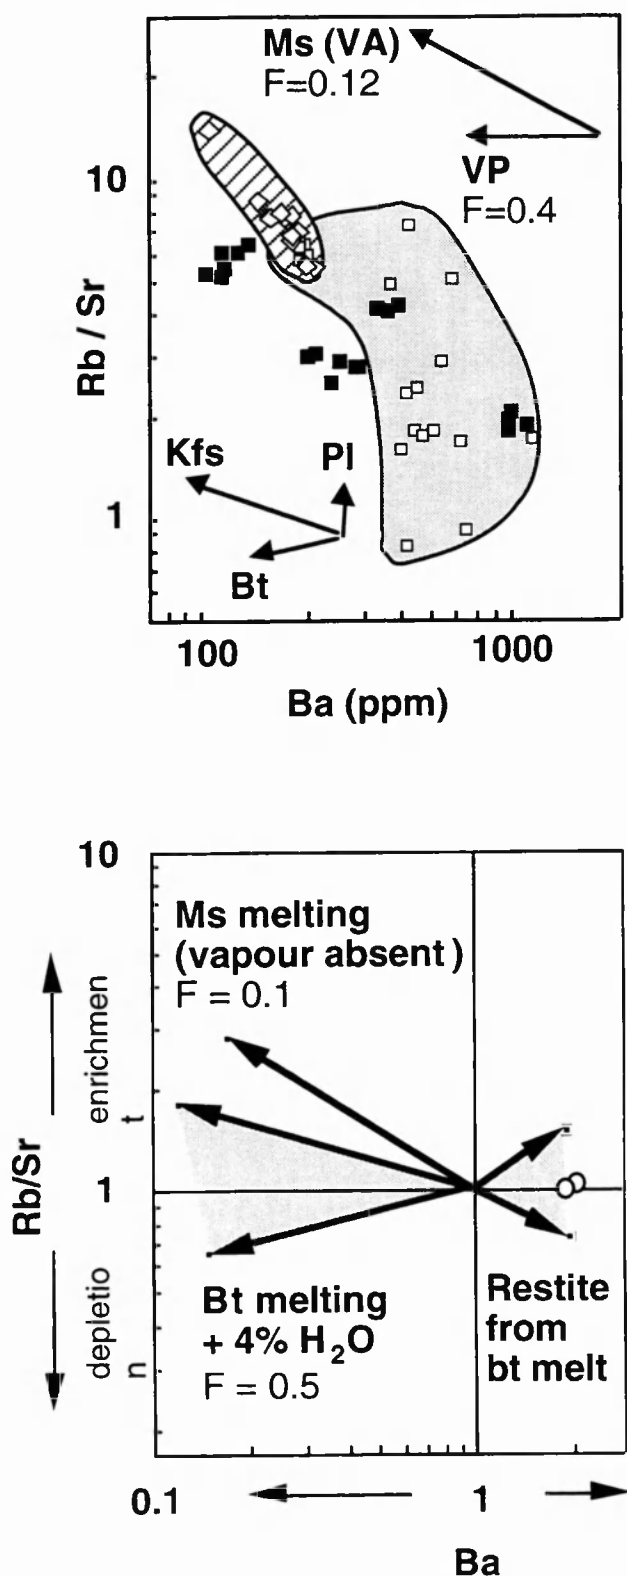 Ms (VA)
F=0.12
VP
F=0.4
10
1
Rb / Sr
Kfs
Pl
Bt
100
1000
Ba (ppm)
10
Ms melting
(vapour absent)
F = 0.1
enrichmen
t
Rb/Sr
1
depletio
n
Bt melting
+ 4% H₂O
F = 0.5
Restite
from
bt melt
0.1
1
Ba